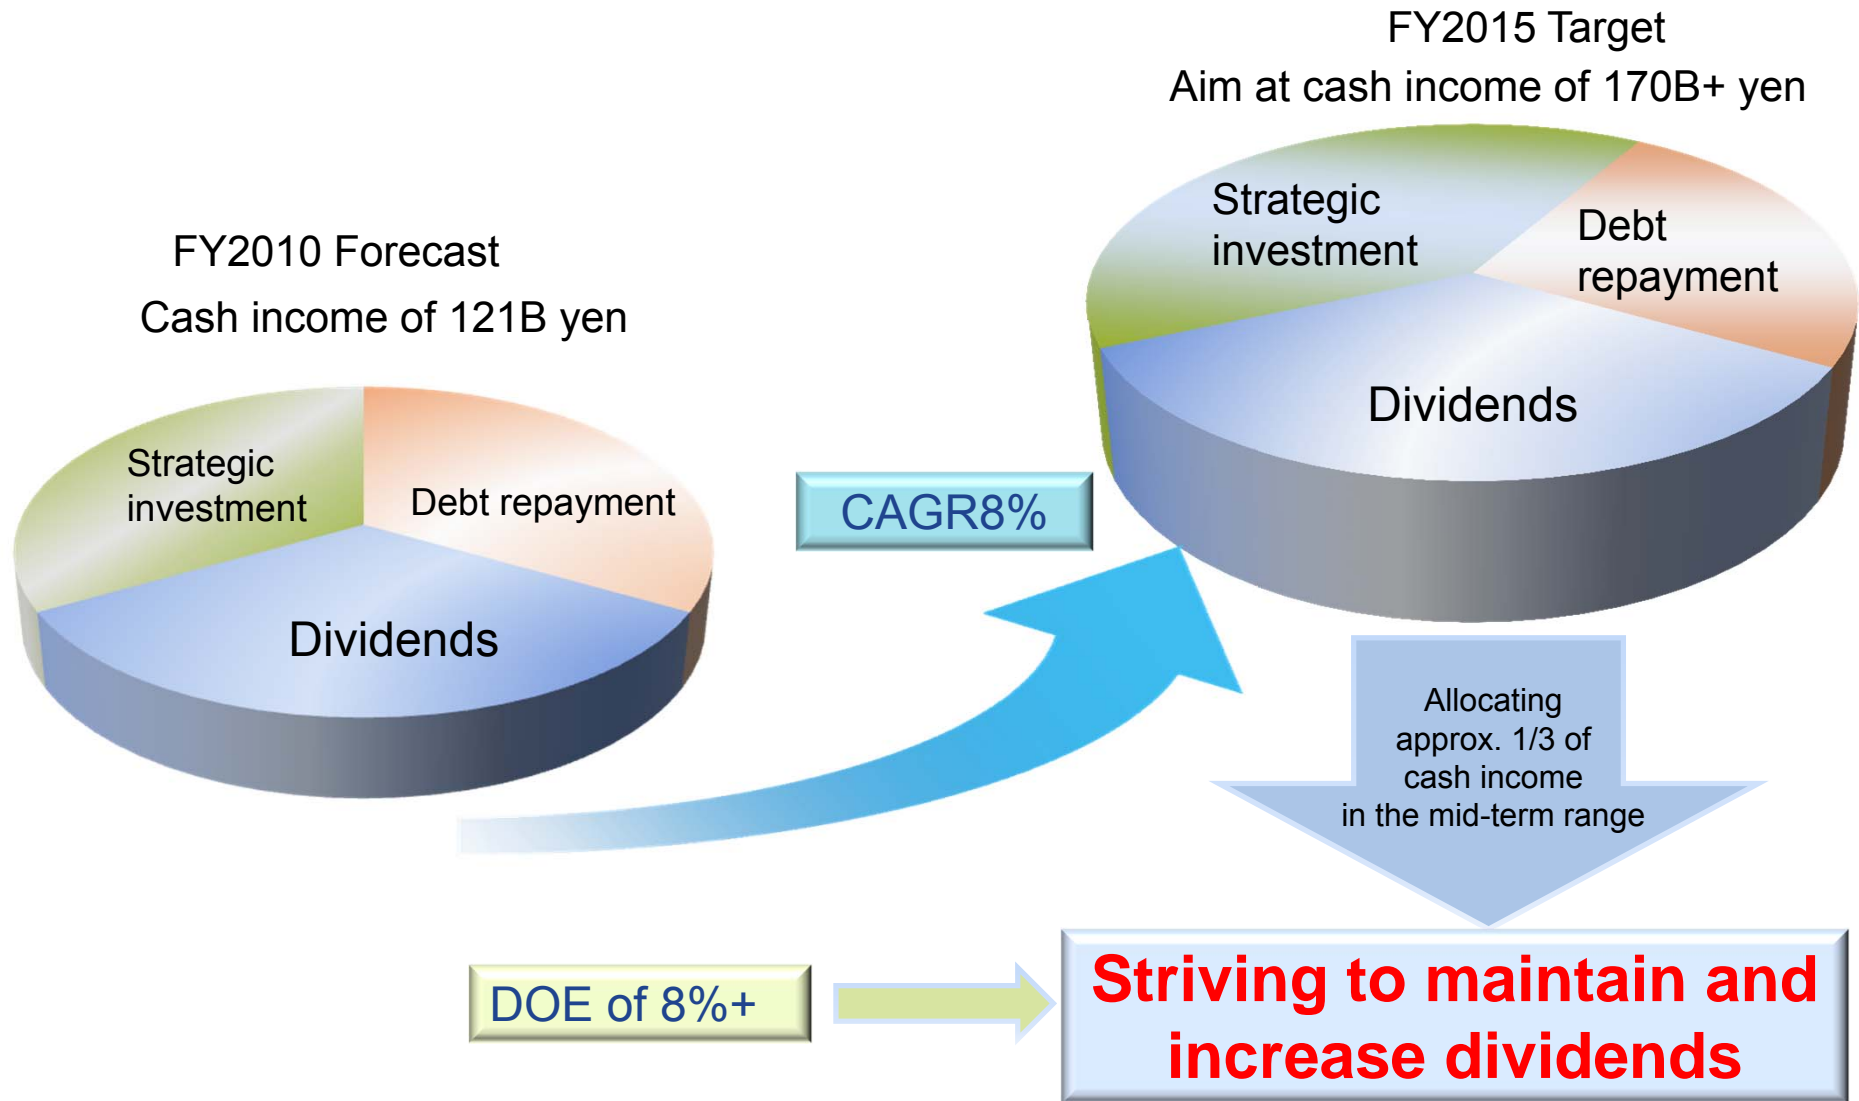 FY2010 Forecast
Cash income of 121B yen
Strategic
investment
Debt repayment
Dividends
FY2015 Target
Aim at cash income of 170B+ yen
Strategic
investment
Debt
repayment
Dividends
CAGR8%
Allocating
approx. 1/3 of
cash income
in the mid-term range
DOE of 8%+
Striving to maintain and
increase dividends